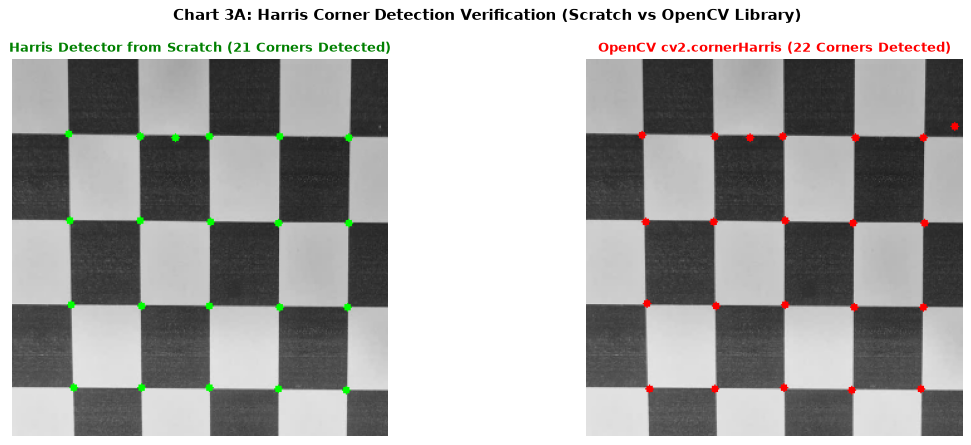 Chart 3A: Harris Corner Detection Verification (Scratch vs OpenCV Library)
Harris Detector from Scratch (21 Corners Detected)
OpenCV cv2.cornerHarris (22 Corners Detected)